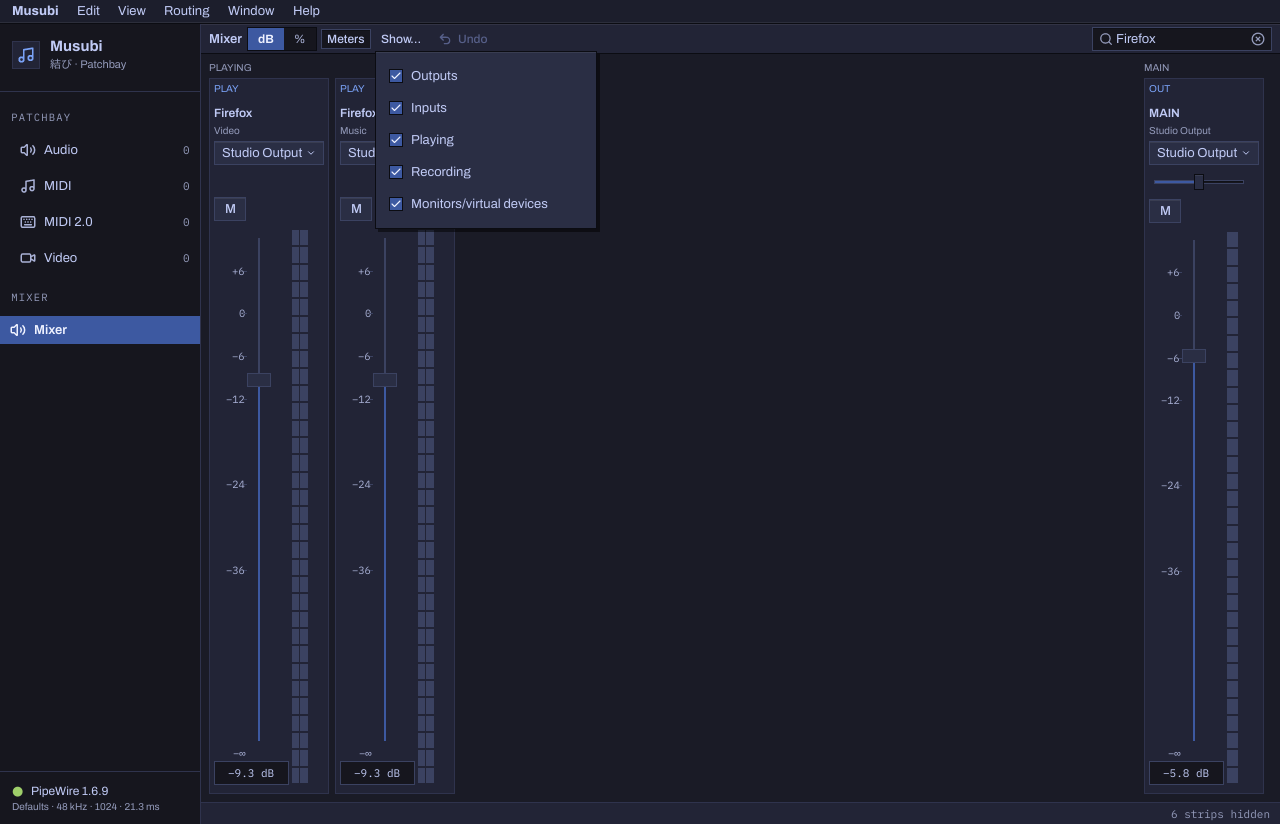 Musubi Edit View Routing Window Help
Musubi
結び · Patchbay
PATCHBAY
Audio 0
MIDI 0
MIDI 2.0 0
Video 0
MIXER
Mixer
PipeWire 1.6.9
Defaults · 48 kHz · 1024 · 21.3 ms
Mixer dB % Meters Show... Undo
Firefox
Outputs
Inputs
Playing
Recording
Monitors/virtual devices
PLAYING
PLAY
Firefox
Video
Studio Output
M
+6
0
−6
−12
−24
−36
−∞
−9.3 dB
PLAY
Firefox
Music
Stud
M
+6
0
−6
−12
−24
−36
−∞
−9.3 dB
MAIN
OUT
MAIN
Studio Output
Studio Output
M
+6
0
−6
−12
−24
−36
−∞
−5.8 dB
6 strips hidden